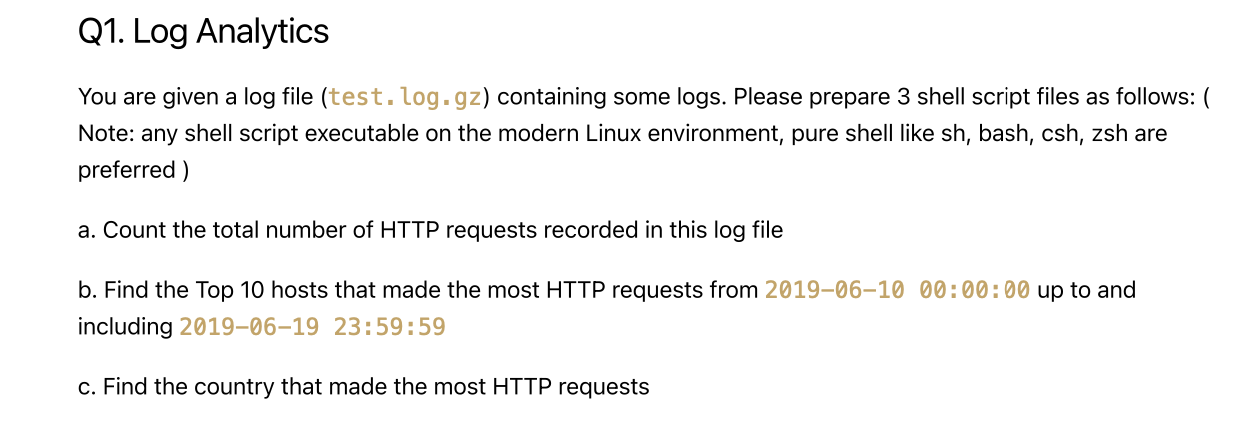 Q1. Log Analytics
You are given a log file (test.log.gz) containing some logs. Please prepare 3 shell script files as follows: (
Note: any shell script executable on the modern Linux environment, pure shell like sh, bash, csh, zsh are
preferred )
a. Count the total number of HTTP requests recorded in this log file
b. Find the Top 10 hosts that made the most HTTP requests from 2019-06-10 00:00:00 up to and
including 2019-06-19 23:59:59
c. Find the country that made the most HTTP requests